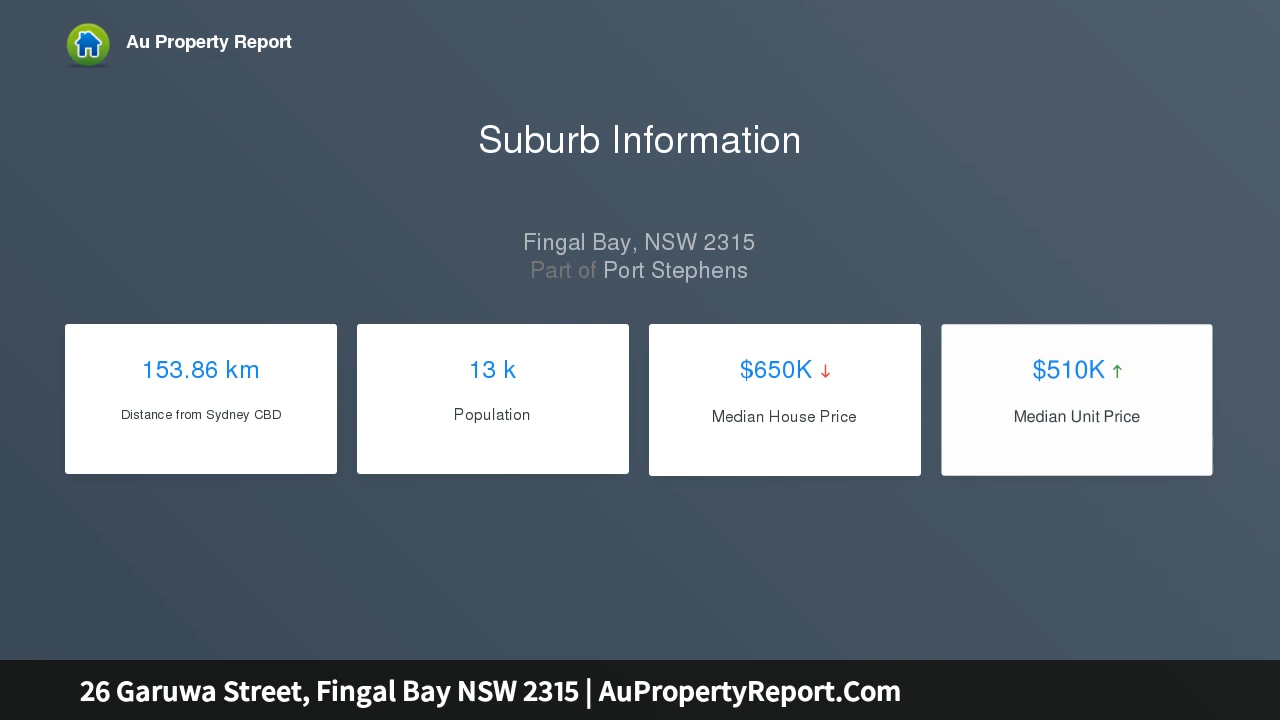 Au Property Report
Suburb Information
Fingal Bay, NSW 2315
Part of Port Stephens
153.86 km
Distance from Sydney CBD
13 k
Population
$650K ↓
Median House Price
$510K ↑
Median Unit Price
26 Garuwa Street, Fingal Bay NSW 2315 | AuPropertyReport.Com